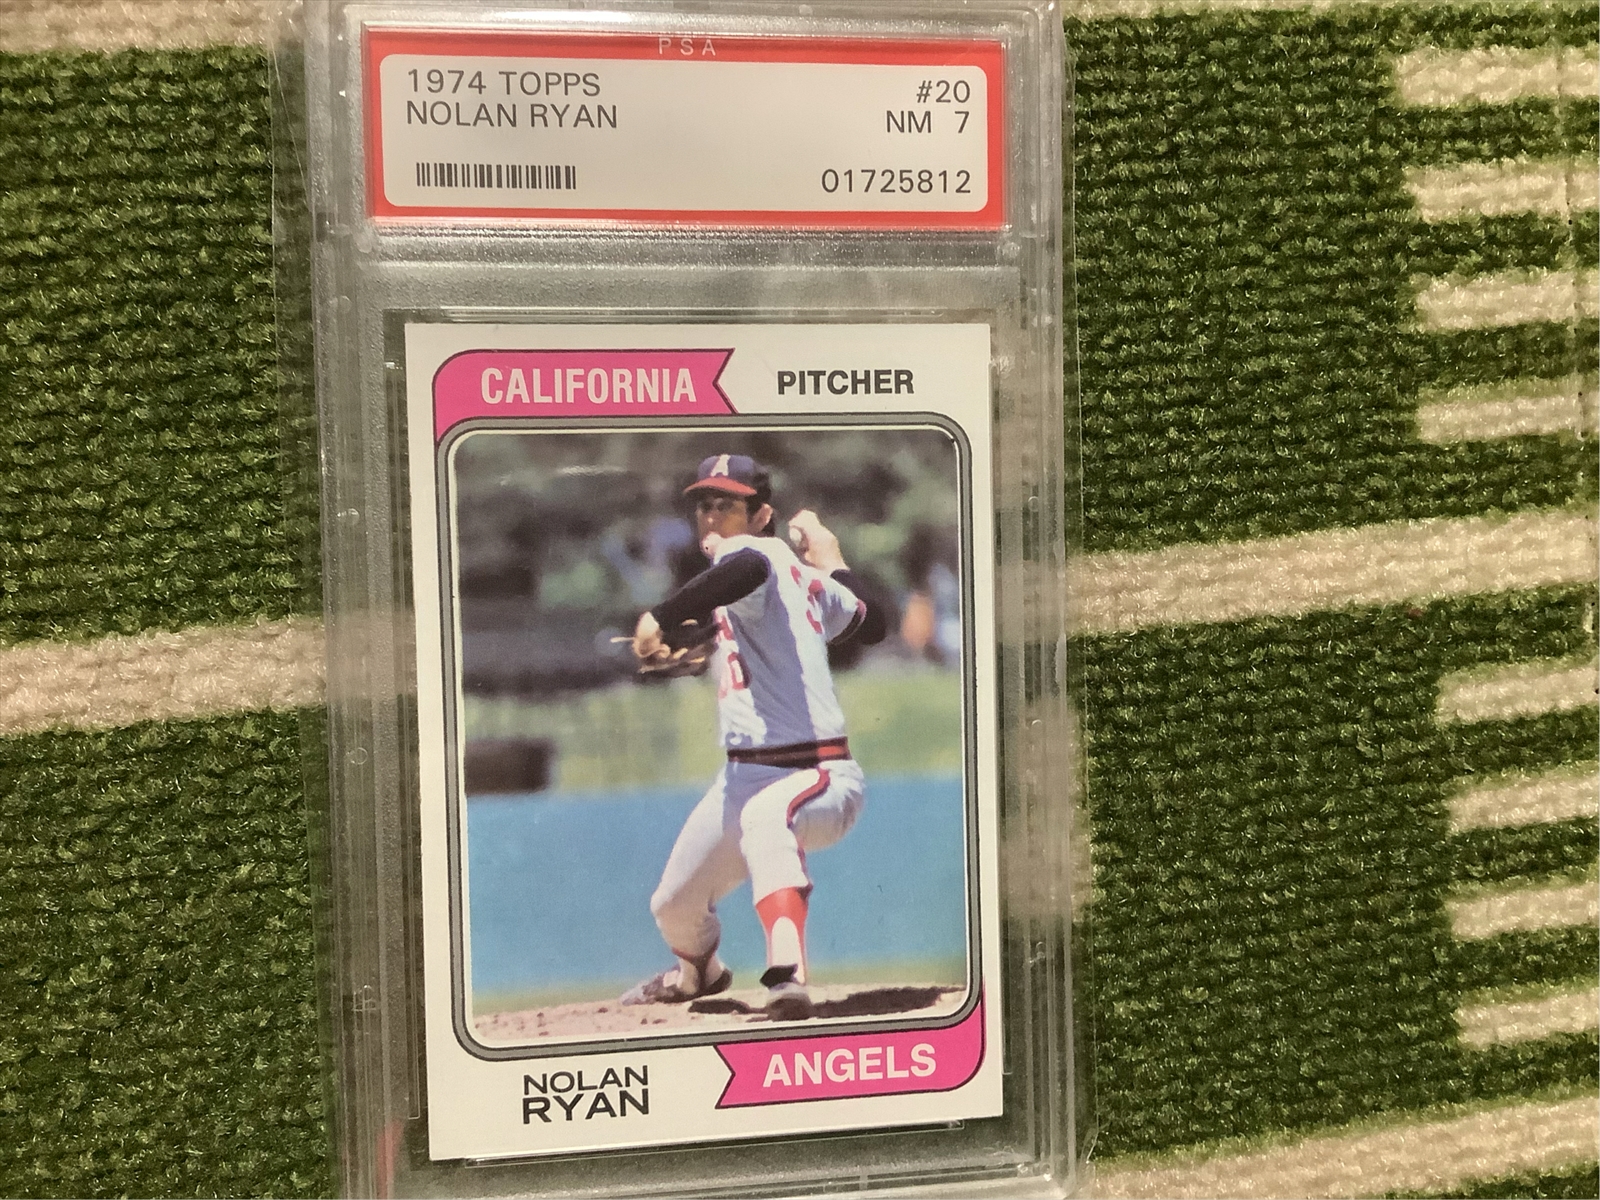 PSA
1974 TOPPS #20
NOLAN RYAN NM 7
01725812
CALIFORNIA PITCHER
A
NOLAN
RYAN
ANGELS